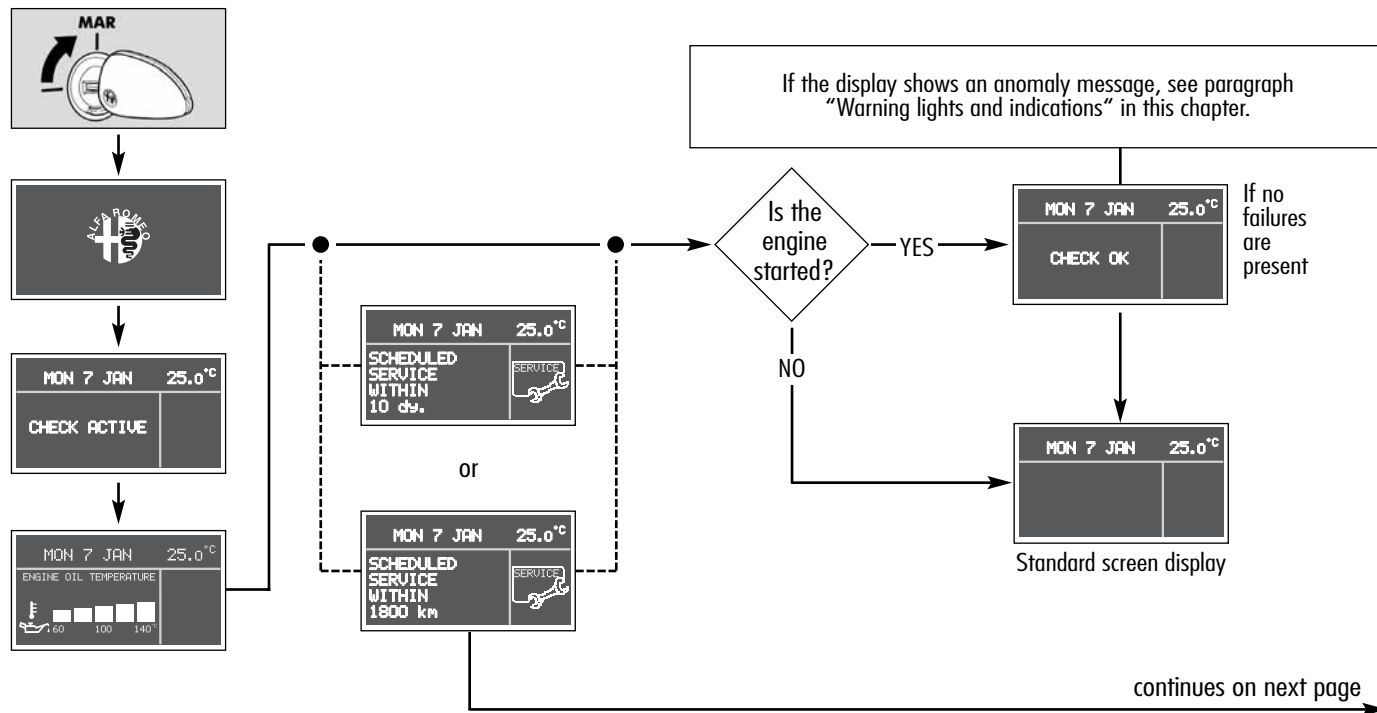 MAR
If the display shows an anomaly message, see paragraph
“Warning lights and indications“ in this chapter.
ALFA ROMEO
MON 7 JAN 25.0°C
CHECK ACTIVE
MON 7 JAN 25.0°C
ENGINE OIL TEMPERATURE
60 100 140°
MON 7 JAN 25.0°C
SCHEDULED
SERVICE
WITHIN
10 dy.
SERVICE
or
MON 7 JAN 25.0°C
SCHEDULED
SERVICE
WITHIN
1800 km
SERVICE
Is the
engine
started?
YES
NO
MON 7 JAN 25.0°C
CHECK OK
If no
failures
are
present
MON 7 JAN 25.0°C
Standard screen display
continues on next page